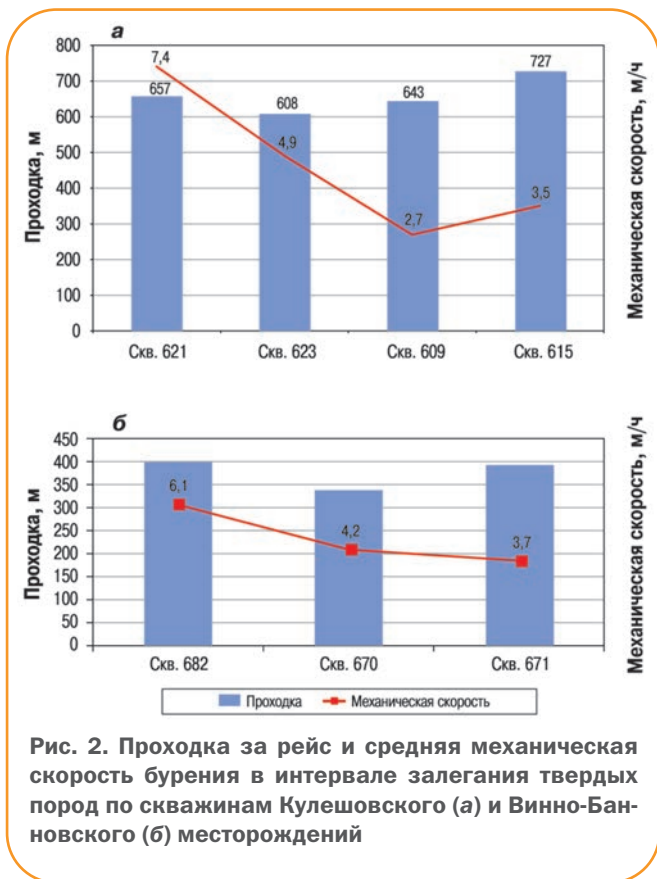 а
800
700
600
500
400
300
200
100
0
Проходка, м
Механическая скорость, м/ч
7,4
657
4,9
608
2,7
643
3,5
727
Скв. 621
Скв. 623
Скв. 609
Скв. 615
б
450
400
350
300
250
200
150
100
50
0
Проходка, м
Механическая скорость, м/ч
6,1
4,2
3,7
Скв. 682
Скв. 670
Скв. 671
Проходка
Механическая скорость
Рис. 2. Проходка за рейс и средняя механическая
скорость бурения в интервале залегания твердых
пород по скважинам Кулешовского (а) и Винно-Бан-
новского (б) месторождений